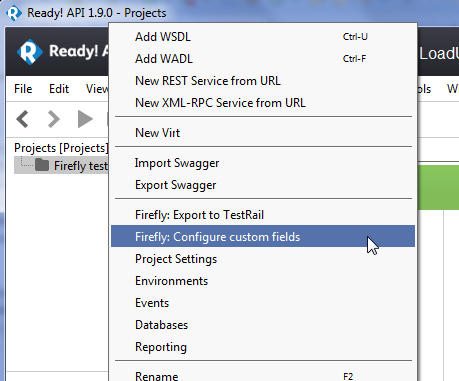 Ready! API 1.9.0 - Projects
Ready! A
LoadU
File Edit View
ols W
Projects [Projects]
Firefly test
Add WSDL Ctrl-U
Add WADL Ctrl-F
New REST Service from URL
New XML-RPC Service from URL
New Virt
Import Swagger
Export Swagger
Firefly: Export to TestRail
Firefly: Configure custom fields
Project Settings
Environments
Events
Databases
Reporting
Rename F2